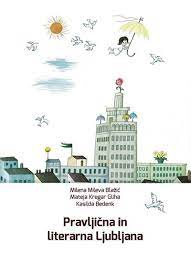 Milena Mileva Blažić
Mateja Kregar Gliha
Kasilda Bedenk
Pravljična in
literarna Ljubljana